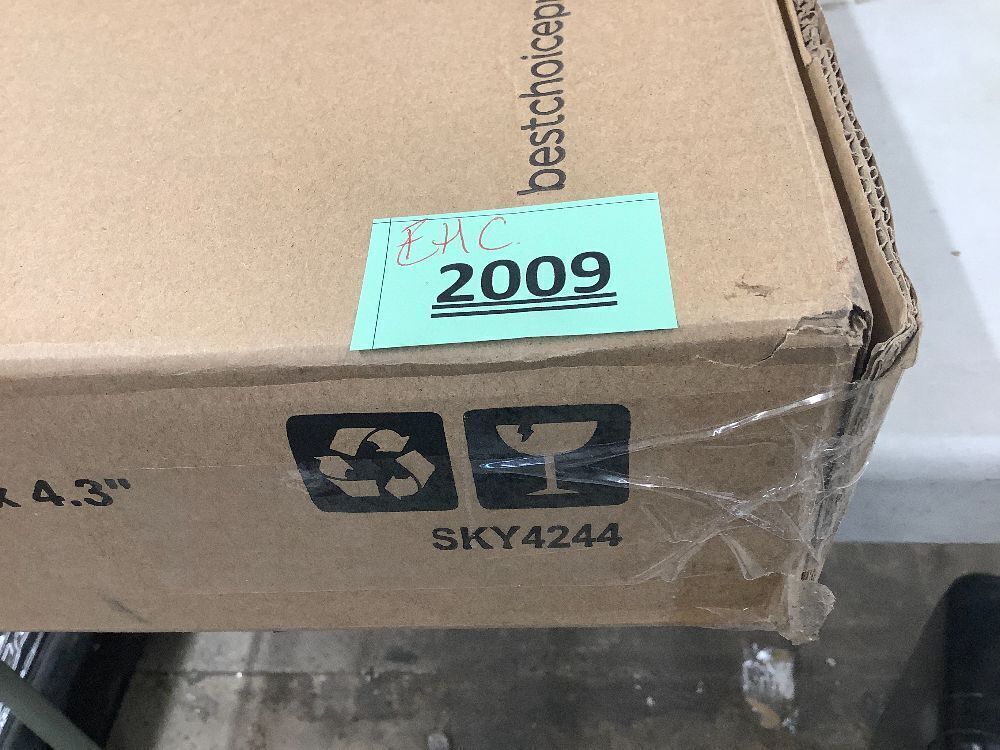 bestchoicep
EHC.
2009
x 4.3"
SKY4244